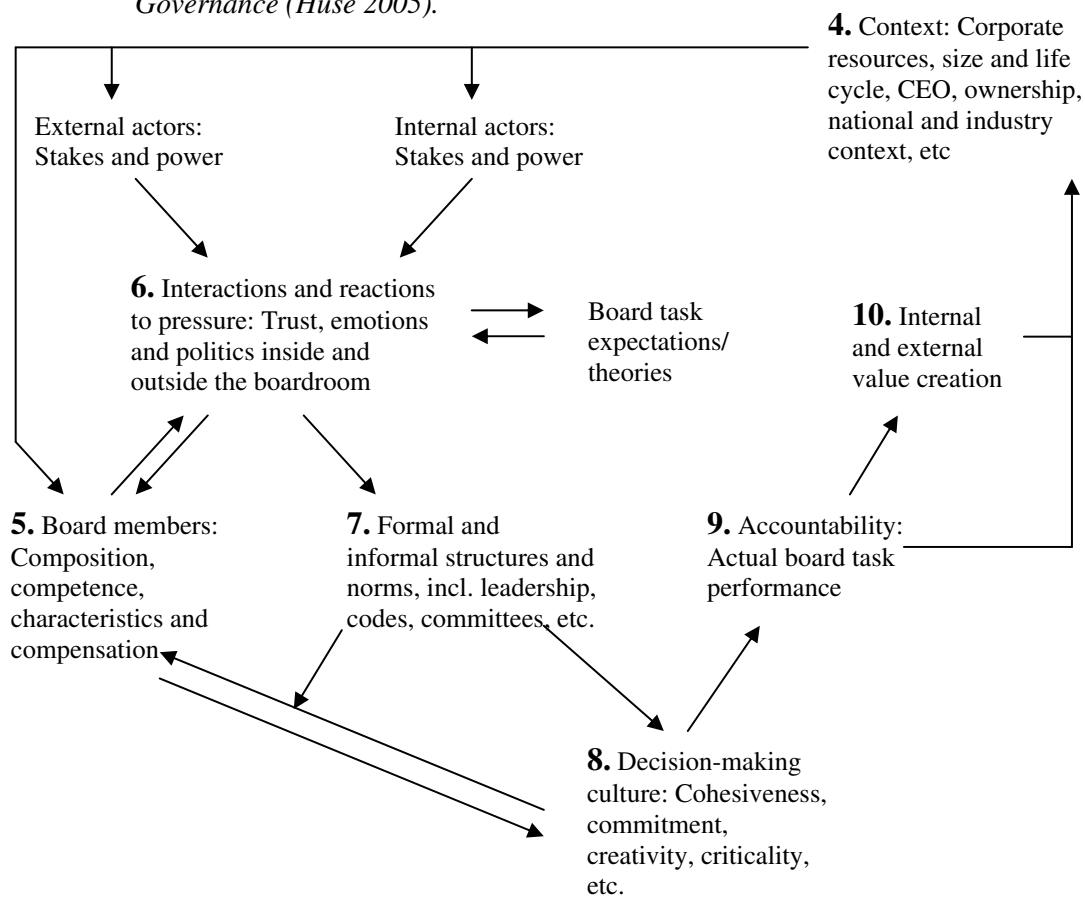 Governance (Huse 2005).
4. Context: Corporate
resources, size and life
cycle, CEO, ownership,
national and industry
context, etc
External actors:
Stakes and power
Internal actors:
Stakes and power
6. Interactions and reactions
to pressure: Trust, emotions
and politics inside and
outside the boardroom
Board task
expectations/
theories
10. Internal
and external
value creation
5. Board members:
Composition,
competence,
characteristics and
compensation
7. Formal and
informal structures and
norms, incl. leadership,
codes, committees, etc.
9. Accountability:
Actual board task
performance
8. Decision-making
culture: Cohesiveness,
commitment,
creativity, criticality,
etc.